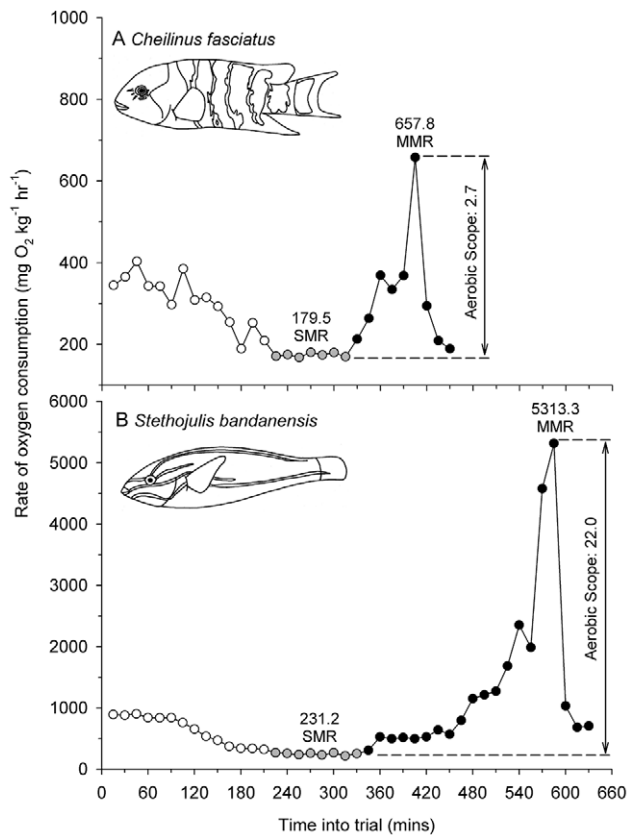 1000
A Cheilinus fasciatus
800
657.8
MMR
600
Aerobic Scope: 2.7
400
179.5
SMR
200
Rate of oxygen consumption (mg O₂ kg⁻¹ hr⁻¹)
6000
B Stethojulis bandanensis
5313.3
MMR
5000
4000
Aerobic Scope: 22.0
3000
2000
1000
231.2
SMR
0
0 60 120 180 240 300 360 420 480 540 600 660
Time into trial (mins)